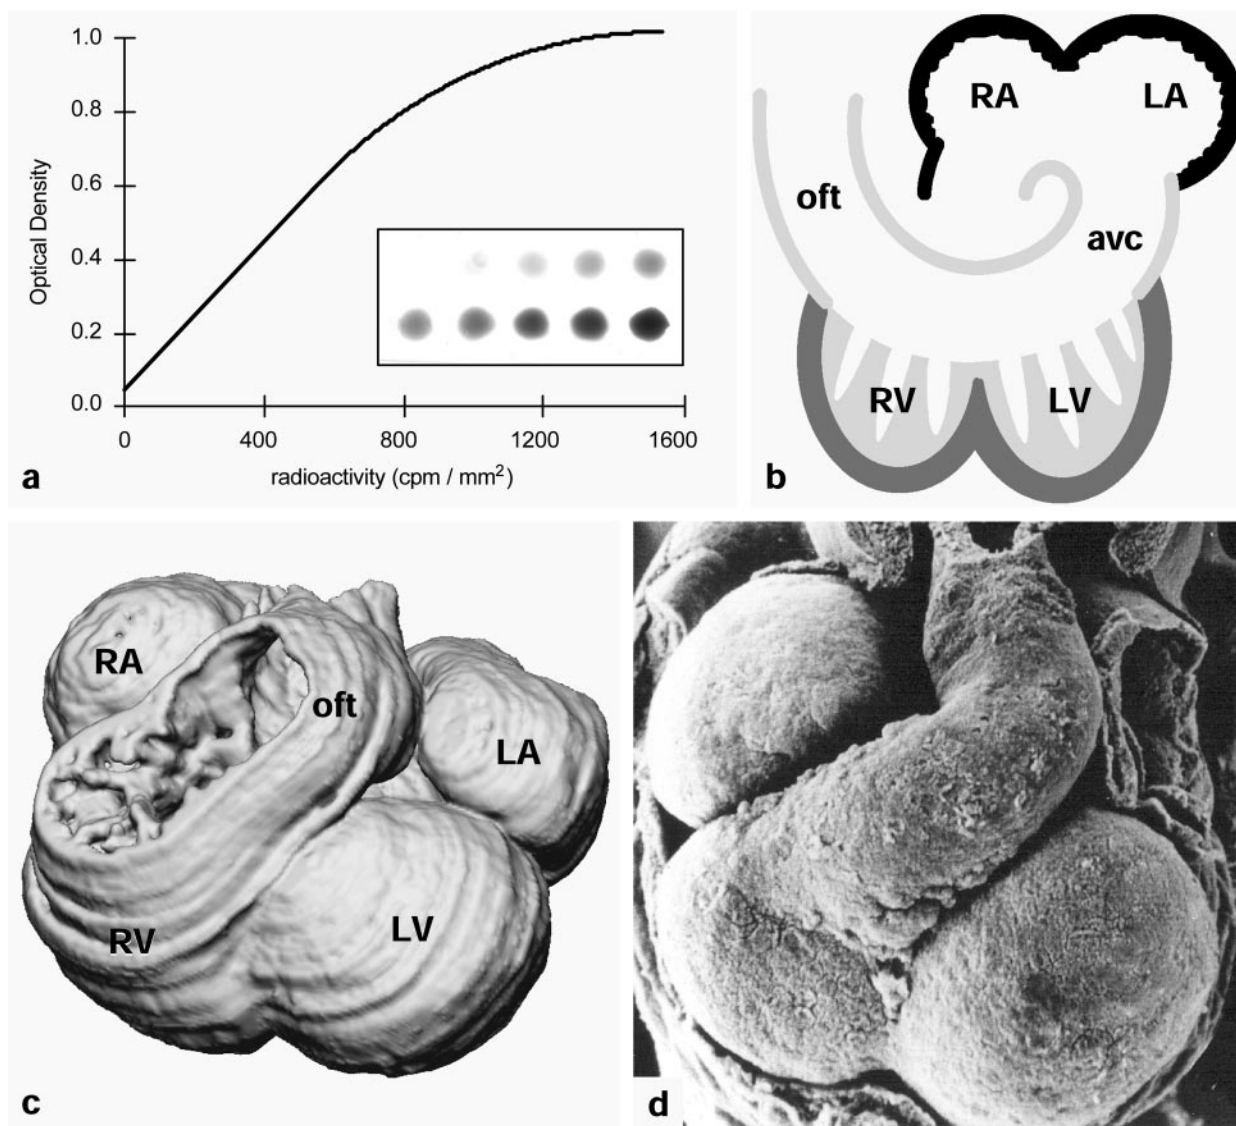 1.0
0.8
0.6
0.4
0.2
0.0
Optical Density
0 400 800 1200 1600
radioactivity (cpm / mm²)
a
RA LA
oft
avc
RV LV
b
RA
oft
LA
RV
LV
c
d